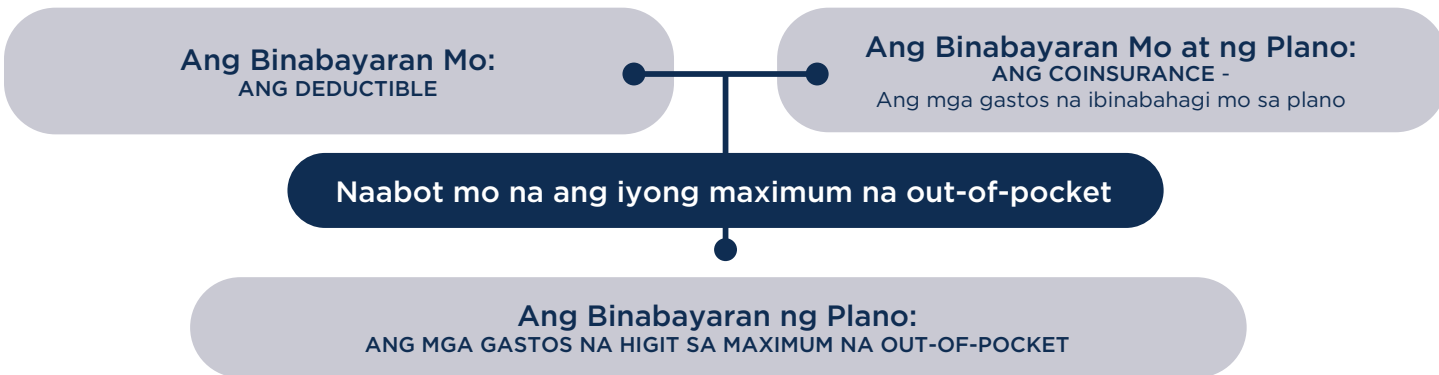 Ang Binabayaran Mo:
ANG DEDUCTIBLE
Ang Binabayaran Mo at ng Plano:
ANG COINSURANCE -
Ang mga gastos na ibinabahagi mo sa plano
Naabot mo na ang iyong maximum na out-of-pocket
Ang Binabayaran ng Plano:
ANG MGA GASTOS NA HIGIT SA MAXIMUM NA OUT-OF-POCKET